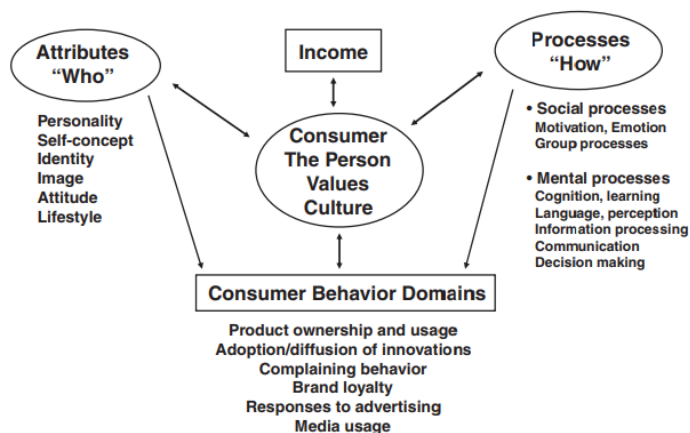 Attributes
“Who”
Personality
Self-concept
Identity
Image
Attitude
Lifestyle
Income
Processes
“How”
• Social processes
Motivation, Emotion
Group processes
• Mental processes
Cognition, learning
Language, perception
Information processing
Communication
Decision making
Consumer
The Person
Values
Culture
Consumer Behavior Domains
Product ownership and usage
Adoption/diffusion of innovations
Complaining behavior
Brand loyalty
Responses to advertising
Media usage